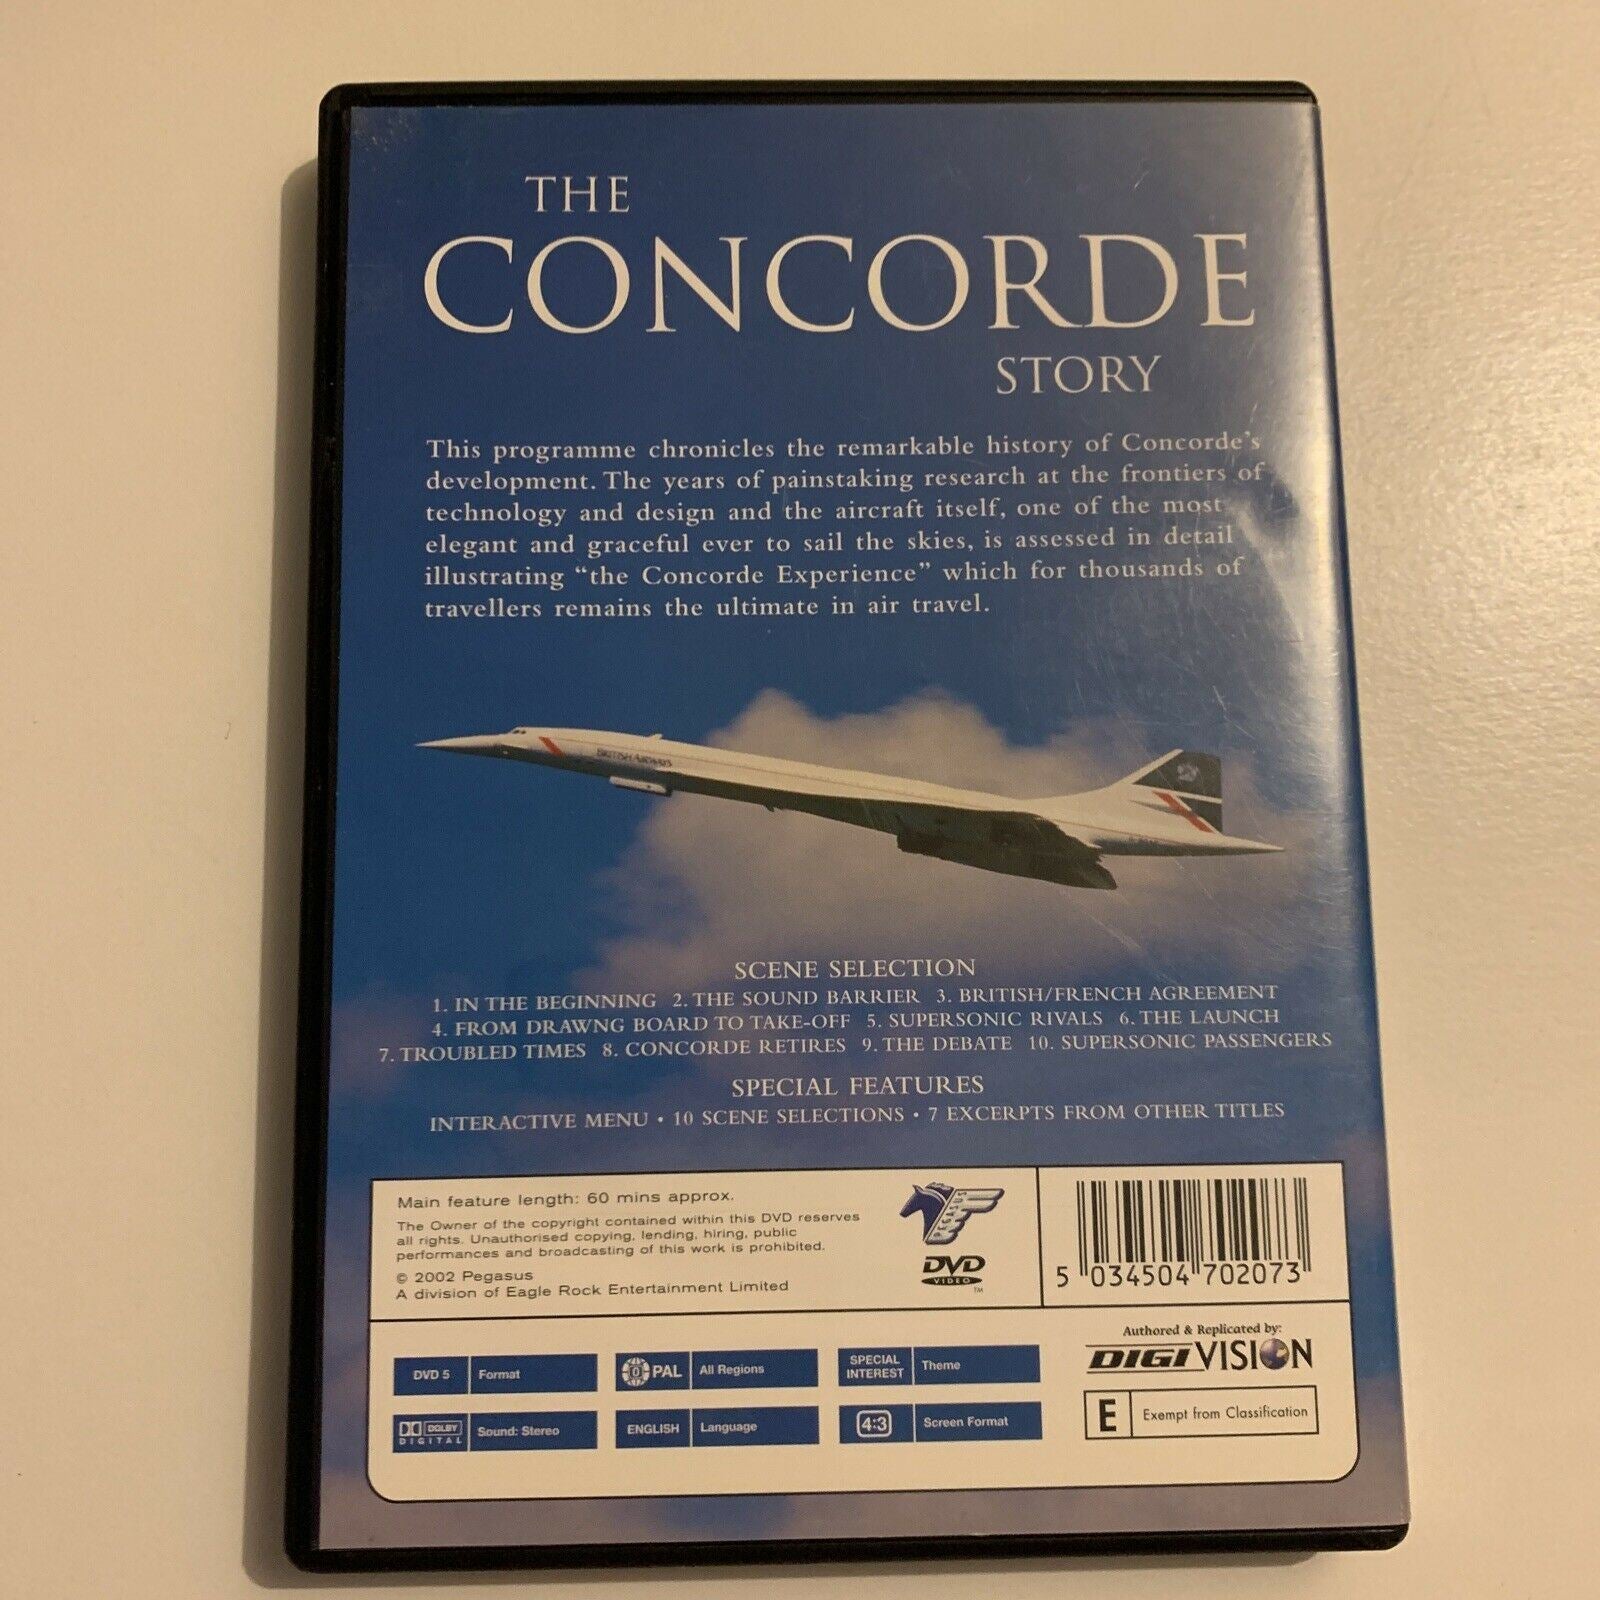 THE
CONCORDE
STORY
This programme chronicles the remarkable history of Concorde's
development. The years of painstaking research at the frontiers of
technology and design and the aircraft itself, one of the most
elegant and graceful ever to sail the skies, is assessed in detail
illustrating “the Concorde Experience” which for thousands of
travellers remains the ultimate in air travel.
BRITISH AIRWAYS
SCENE SELECTION
1. IN THE BEGINNING 2. THE SOUND BARRIER 3. BRITISH/FRENCH AGREEMENT
4. FROM DRAWNG BOARD TO TAKE-OFF 5. SUPERSONIC RIVALS 6. THE LAUNCH
7. TROUBLED TIMES 8. CONCORDE RETIRES 9. THE DEBATE 10. SUPERSONIC PASSENGERS
SPECIAL FEATURES
INTERACTIVE MENU • 10 SCENE SELECTIONS • 7 EXCERPTS FROM OTHER TITLES
Main feature length: 60 mins approx.
The Owner of the copyright contained within this DVD reserves
all rights. Unauthorised copying, lending, hiring, public
performances and broadcasting of this work is prohibited.
© 2002 Pegasus
A division of Eagle Rock Entertainment Limited
PEGASUS
DVD
VIDEO
TM
5 034504 702073
DVD 5 Format
0 PAL All Regions
SPECIAL INTEREST Theme
DOLBY DIGITAL Sound: Stereo
ENGLISH Language
4:3 Screen Format
Authored & Replicated by:
DIGIVISION
E Exempt from Classification